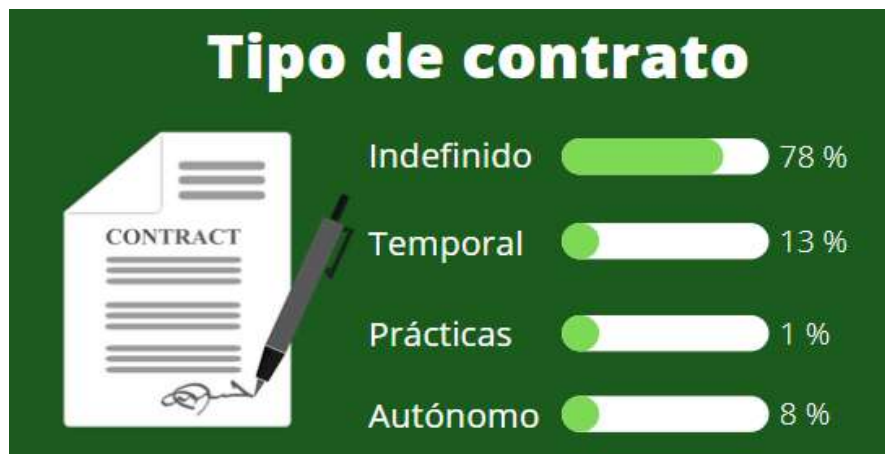 Tipo de contrato
CONTRACT
Indefinido 78 %
Temporal 13 %
Prácticas 1 %
Autónomo 8 %